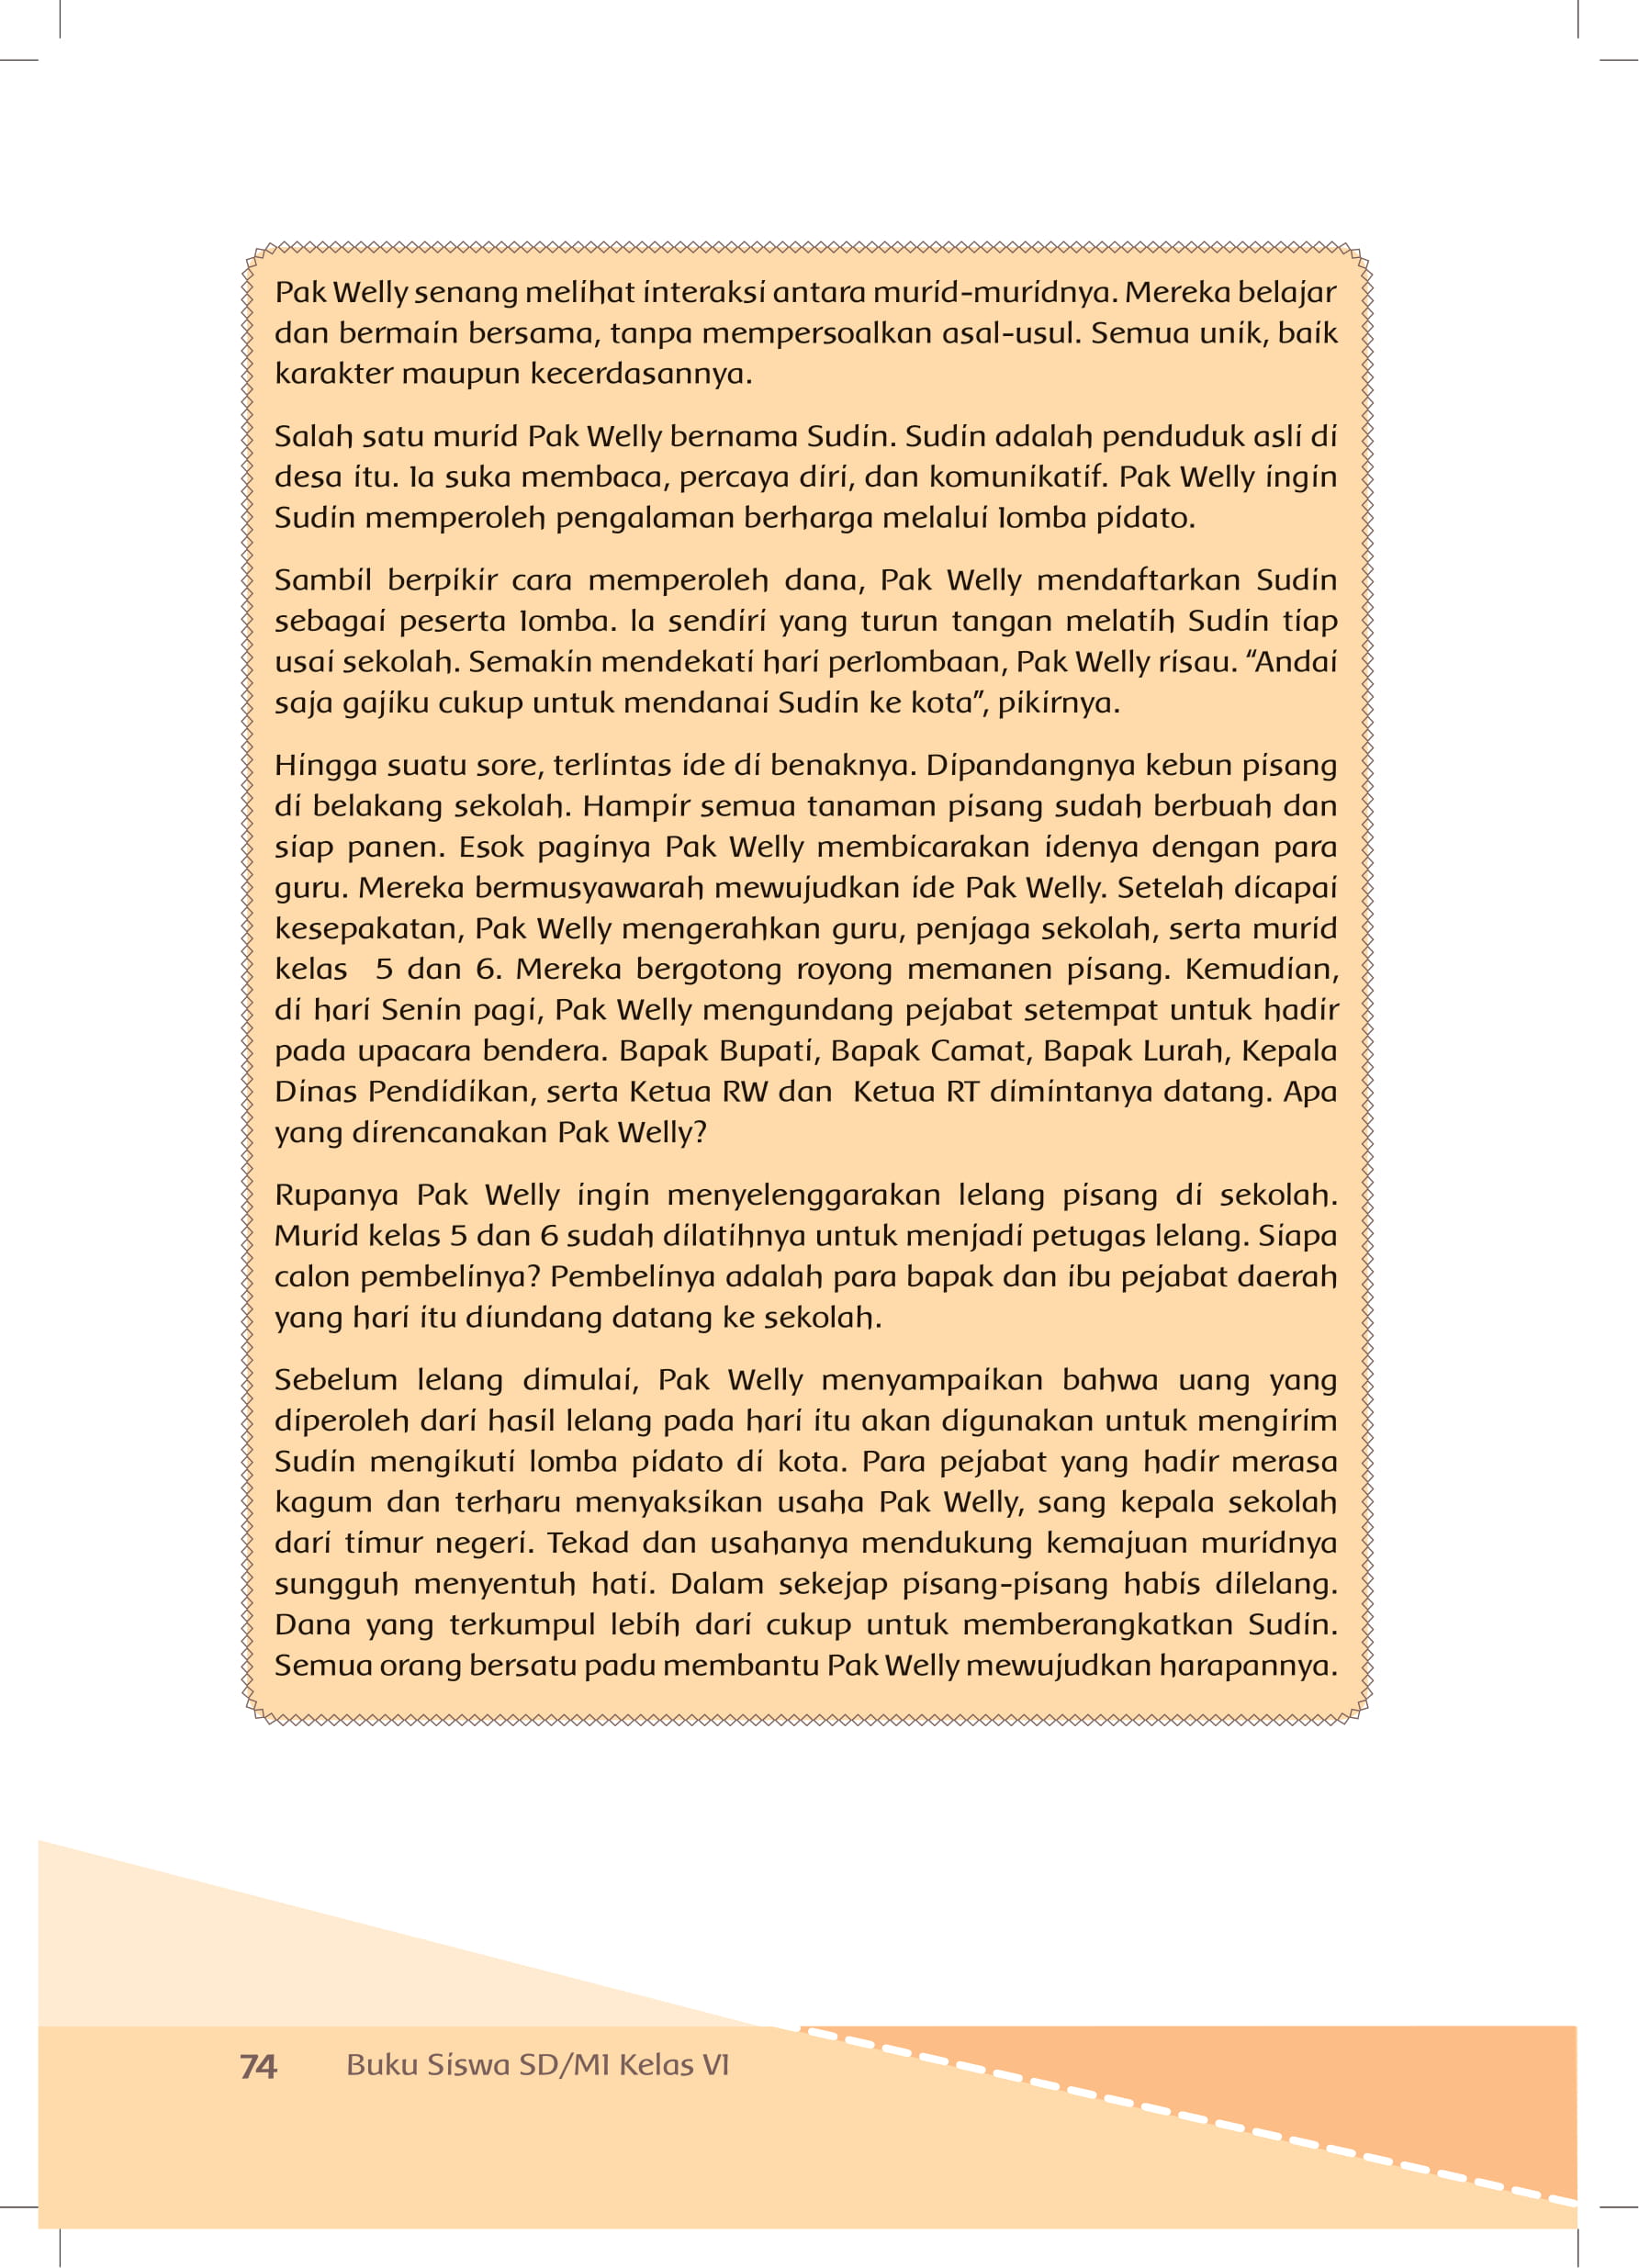 Pak Welly senang melihat interaksi antara murid-muridnya. Mereka belajar
dan bermain bersama, tanpa mempersoalkan asal-usul. Semua unik, baik
karakter maupun kecerdasannya.
Salah satu murid Pak Welly bernama Sudin. Sudin adalah penduduk asli di
desa itu. Ia suka membaca, percaya diri, dan komunikatif. Pak Welly ingin
Sudin memperoleh pengalaman berharga melalui lomba pidato.
Sambil berpikir cara memperoleh dana, Pak Welly mendaftarkan Sudin
sebagai peserta lomba. Ia sendiri yang turun tangan melatih Sudin tiap
usai sekolah. Semakin mendekati hari perlombaan, Pak Welly risau. “Andai
saja gajiku cukup untuk mendanai Sudin ke kota”, pikirnya.
Hingga suatu sore, terlintas ide di benaknya. Dipandangnya kebun pisang
di belakang sekolah. Hampir semua tanaman pisang sudah berbuah dan
siap panen. Esok paginya Pak Welly membicarakan idenya dengan para
guru. Mereka bermusyawarah mewujudkan ide Pak Welly. Setelah dicapai
kesepakatan, Pak Welly mengerahkan guru, penjaga sekolah, serta murid
kelas  5 dan 6. Mereka bergotong royong memanen pisang. Kemudian,
di hari Senin pagi, Pak Welly mengundang pejabat setempat untuk hadir
pada upacara bendera. Bapak Bupati, Bapak Camat, Bapak Lurah, Kepala
Dinas Pendidikan, serta Ketua RW dan  Ketua RT dimintanya datang. Apa
yang direncanakan Pak Welly?
Rupanya Pak Welly ingin menyelenggarakan lelang pisang di sekolah.
Murid kelas 5 dan 6 sudah dilatihnya untuk menjadi petugas lelang. Siapa
calon pembelinya? Pembelinya adalah para bapak dan ibu pejabat daerah
yang hari itu diundang datang ke sekolah.
Sebelum lelang dimulai, Pak Welly menyampaikan bahwa uang yang
diperoleh dari hasil lelang pada hari itu akan digunakan untuk mengirim
Sudin mengikuti lomba pidato di kota. Para pejabat yang hadir merasa
kagum dan terharu menyaksikan usaha Pak Welly, sang kepala sekolah
dari timur negeri. Tekad dan usahanya mendukung kemajuan muridnya
sungguh menyentuh hati. Dalam sekejap pisang-pisang habis dilelang.
Dana yang terkumpul lebih dari cukup untuk memberangkatkan Sudin.
Semua orang bersatu padu membantu Pak Welly mewujudkan harapannya.
74 Buku Siswa SD/MI Kelas VI